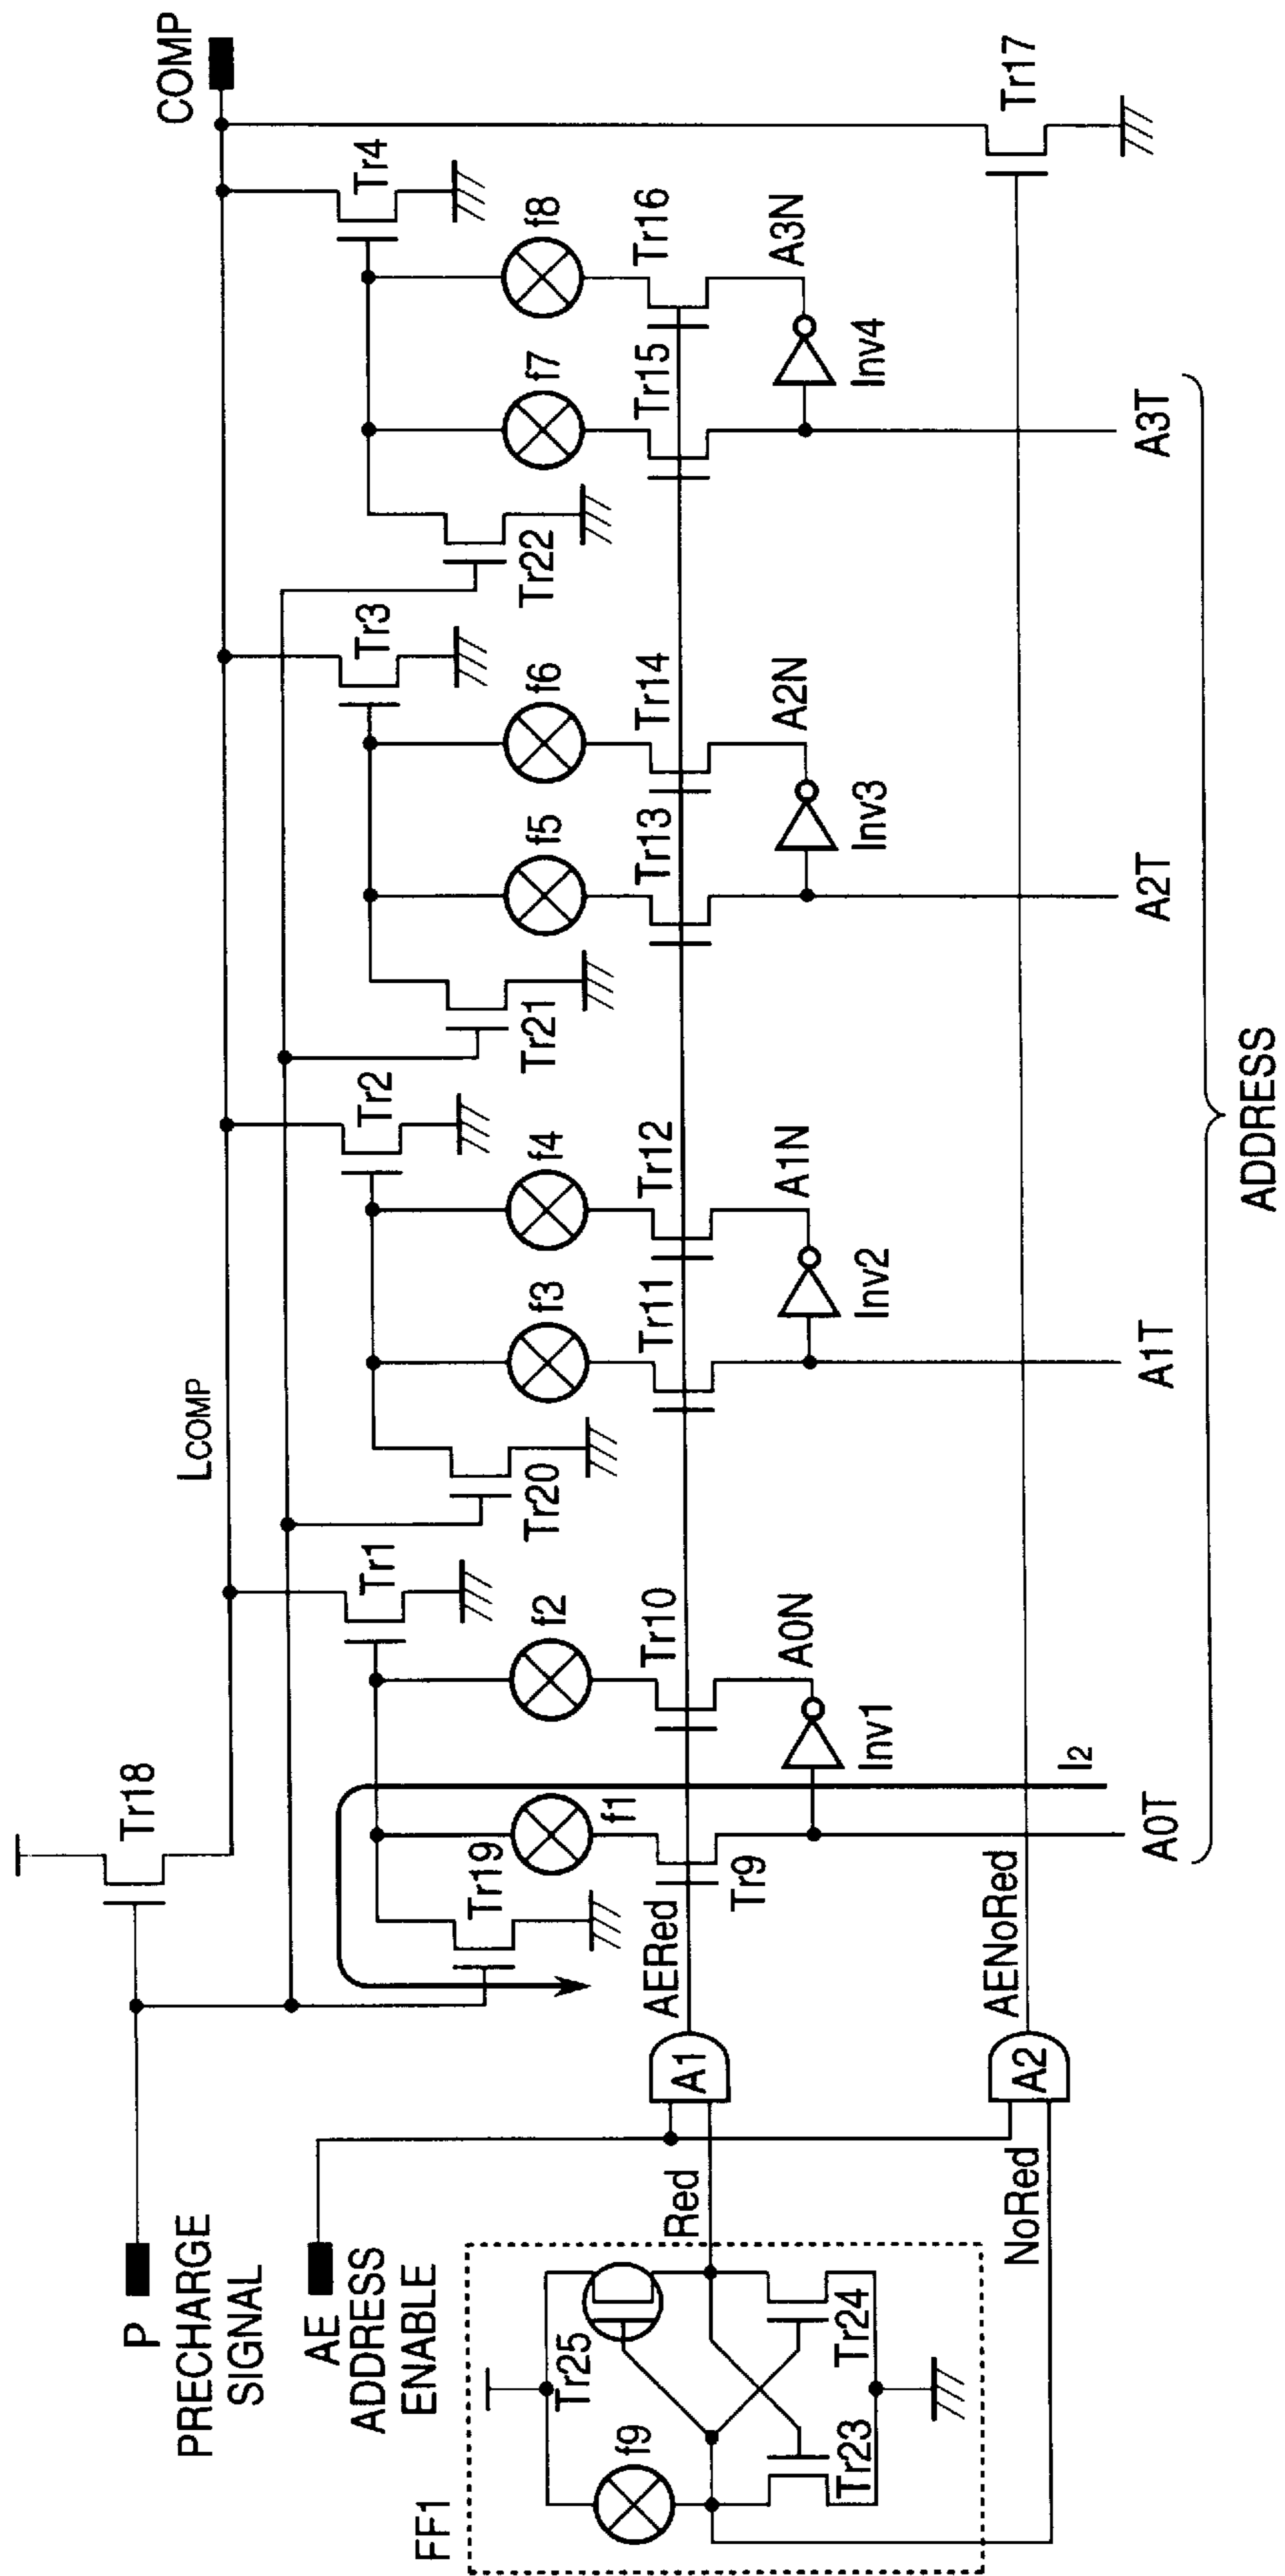 P
PRECHARGE
SIGNAL
AE
ADDRESS
ENABLE
FF1
f9
Tr25
Tr23
Tr24
Red
NoRed
A1
A2
AERed
AENoRed
Tr18
LCOMP
COMP
Tr19
f1
f2
Tr1
Tr9
Tr10
A0N
Inv1
I2
A0T
Tr20
f3
f4
Tr2
Tr11
Tr12
A1N
Inv2
A1T
Tr21
f5
f6
Tr3
Tr13
Tr14
A2N
Inv3
A2T
Tr22
f7
f8
Tr4
Tr15
Tr16
A3N
Inv4
A3T
Tr17
ADDRESS